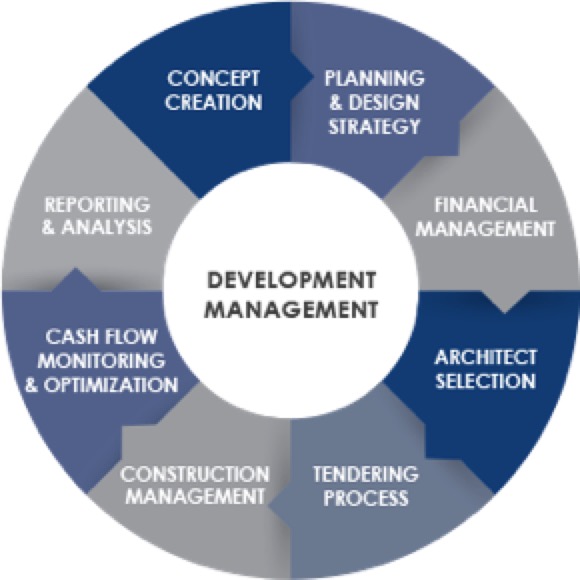 CONCEPT
CREATION
PLANNING
& DESIGN
STRATEGY
FINANCIAL
MANAGEMENT
ARCHITECT
SELECTION
TENDERING
PROCESS
CONSTRUCTION
MANAGEMENT
CASH FLOW
MONITORING
& OPTIMIZATION
REPORTING
& ANALYSIS
DEVELOPMENT
MANAGEMENT